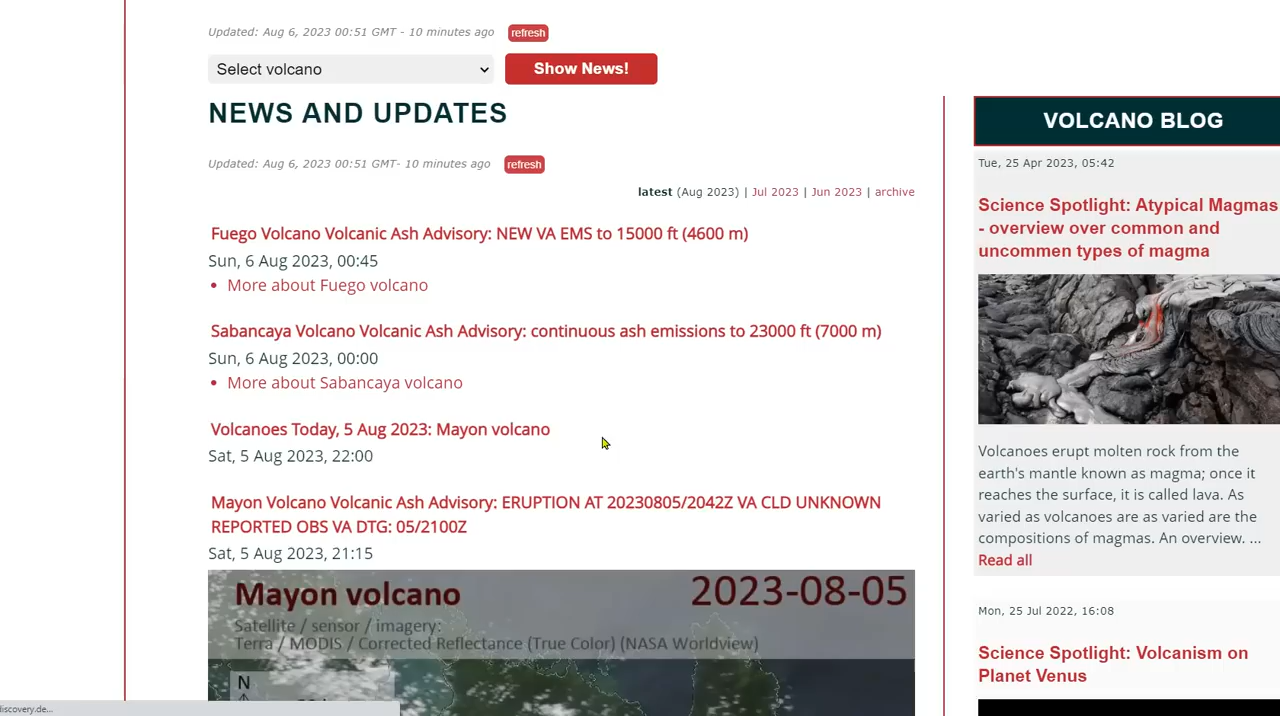 Updated: Aug 6, 2023 00:51 GMT - 10 minutes ago refresh
Select volcano Show News!
NEWS AND UPDATES
Updated: Aug 6, 2023 00:51 GMT- 10 minutes ago refresh
latest (Aug 2023) | Jul 2023 | Jun 2023 | archive
Fuego Volcano Volcanic Ash Advisory: NEW VA EMS to 15000 ft (4600 m)
Sun, 6 Aug 2023, 00:45
• More about Fuego volcano
Sabancaya Volcano Volcanic Ash Advisory: continuous ash emissions to 23000 ft (7000 m)
Sun, 6 Aug 2023, 00:00
• More about Sabancaya volcano
Volcanoes Today, 5 Aug 2023: Mayon volcano
Sat, 5 Aug 2023, 22:00
Mayon Volcano Volcanic Ash Advisory: ERUPTION AT 20230805/2042Z VA CLD UNKNOWN
REPORTED OBS VA DTG: 05/2100Z
Sat, 5 Aug 2023, 21:15
Mayon volcano 2023-08-05
Satellite / sensor / imagery:
Terra / MODIS / Corrected Reflectance (True Color) (NASA Worldview)
N
VOLCANO BLOG
Tue, 25 Apr 2023, 05:42
Science Spotlight: Atypical Magmas
- overview over common and
uncommen types of magma
Volcanoes erupt molten rock from the
earth's mantle known as magma; once it
reaches the surface, it is called lava. As
varied as volcanoes are as varied are the
compositions of magmas. An overview. ...
Read all
Mon, 25 Jul 2022, 16:08
Science Spotlight: Volcanism on
Planet Venus
iscovery.de...